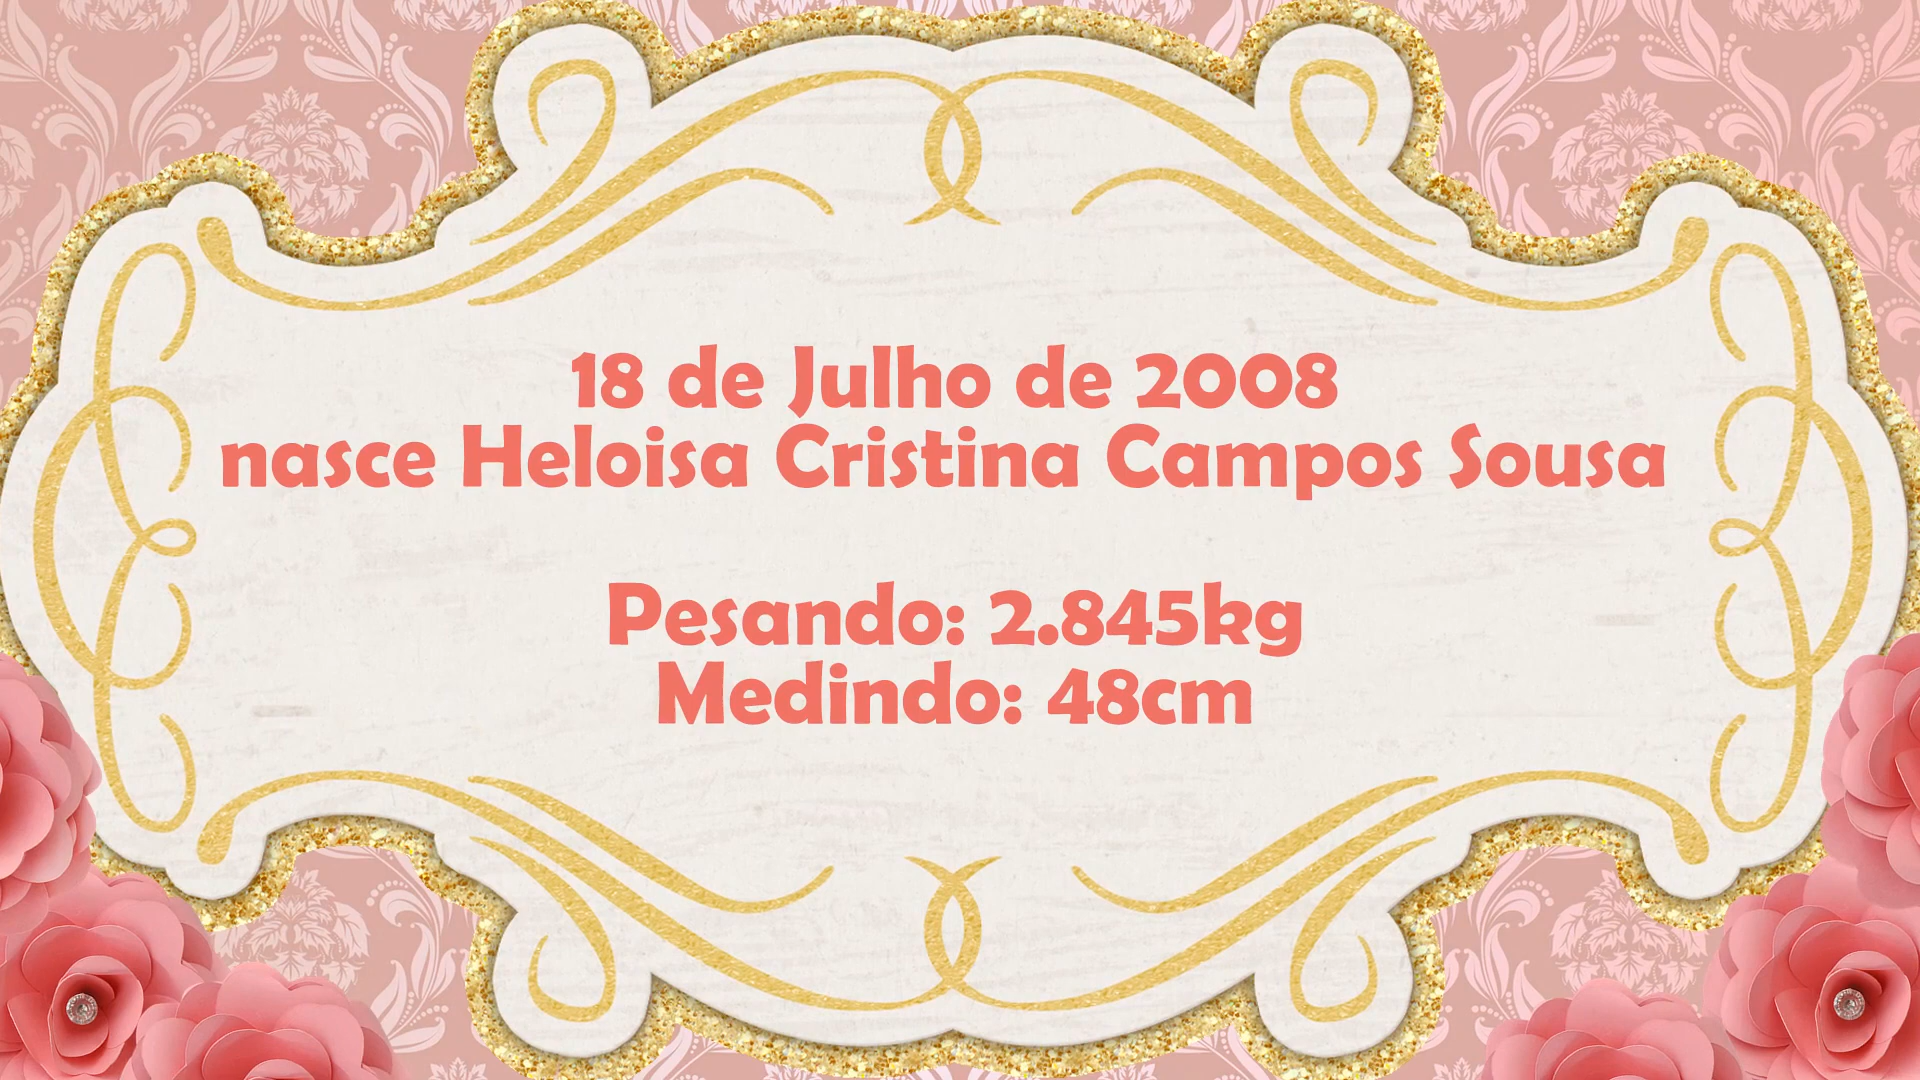 18 de Julho de 2008
nasce Heloisa Cristina Campos Sousa
Pesando: 2.845kg
Medindo: 48cm